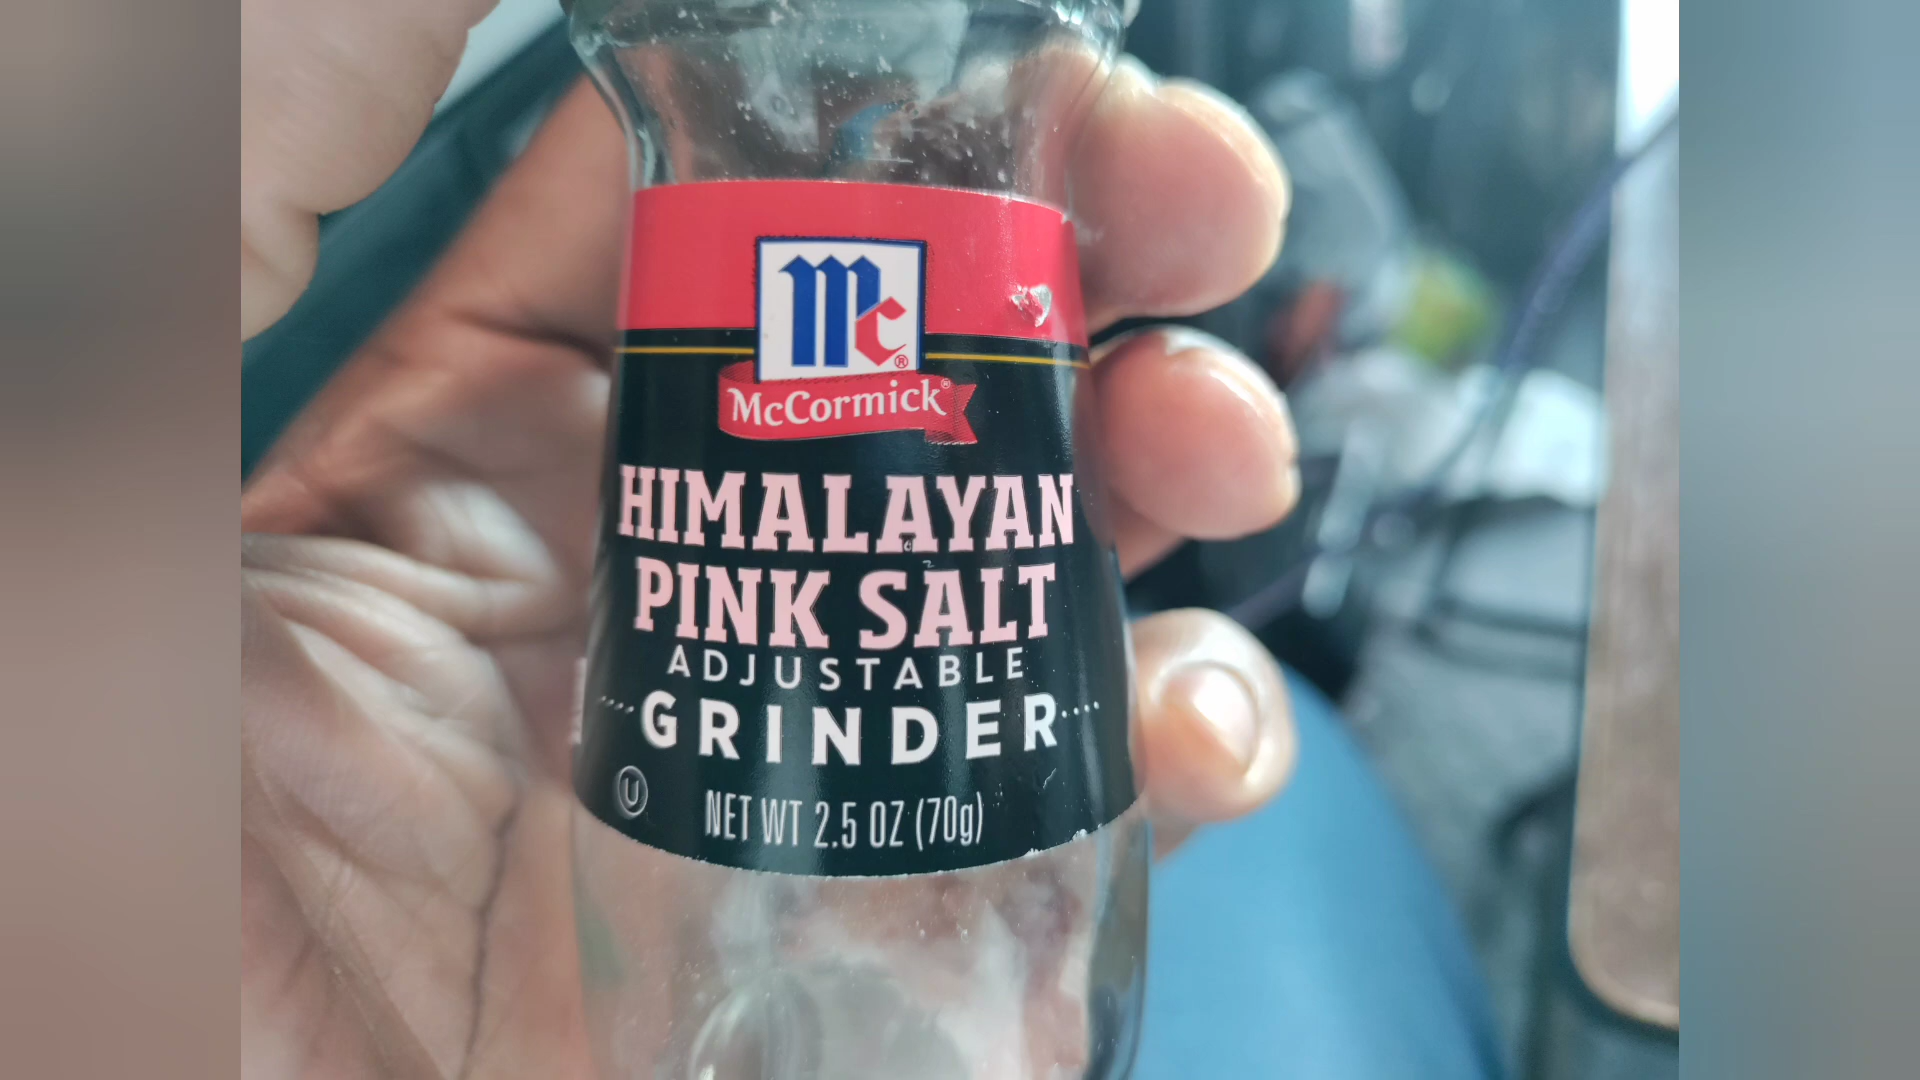 Mc®
McCormick®
HIMALAYAN
PINK SALT
ADJUSTABLE
GRINDER
U
NET WT 2.5 OZ (70g)